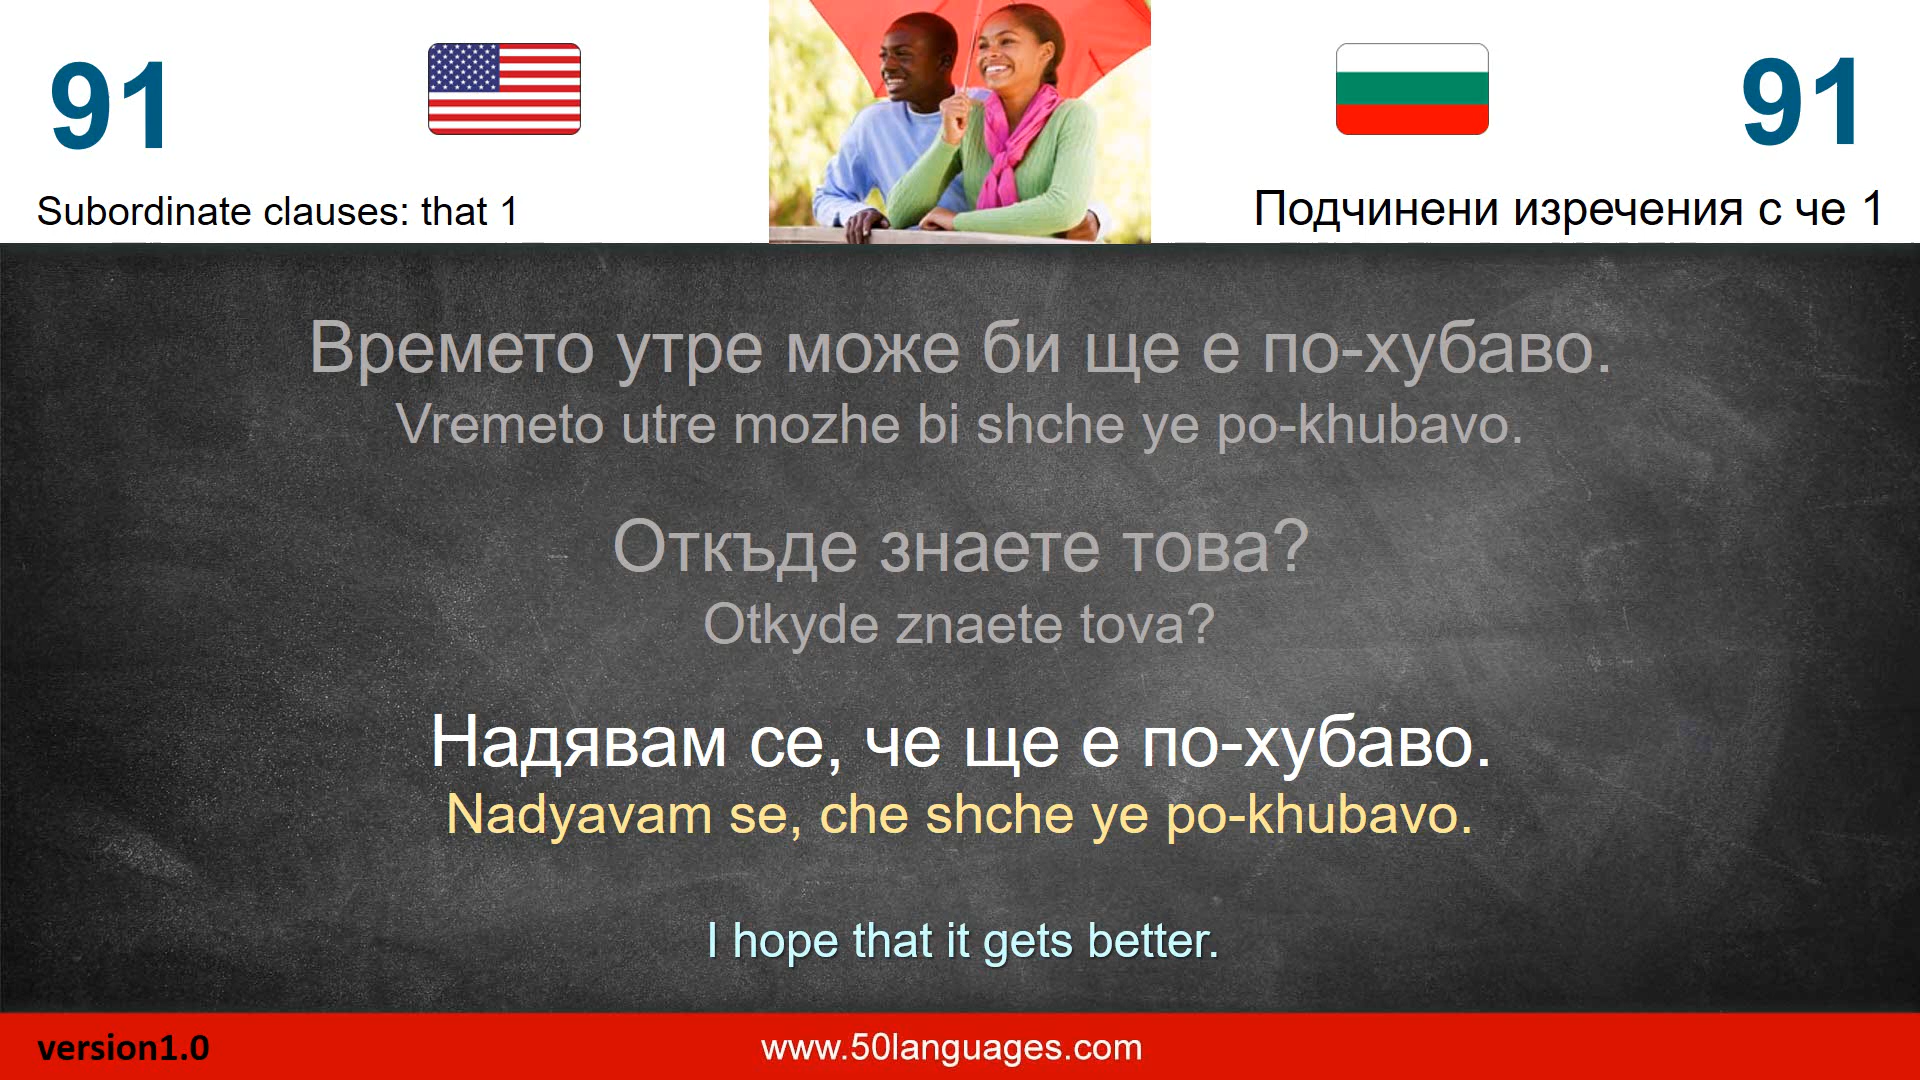 91
91
Subordinate clauses: that 1
Подчинени изречения с че 1
Времето утре може би ще е по-хубаво.
Vremeto utre mozhe bi shche ye po-khubavo.
Откъде знаете това?
Otkyde znaete tova?
Надявам се, че ще е по-хубаво.
Nadyavam se, che shche ye po-khubavo.
I hope that it gets better.
version1.0
www.50languages.com